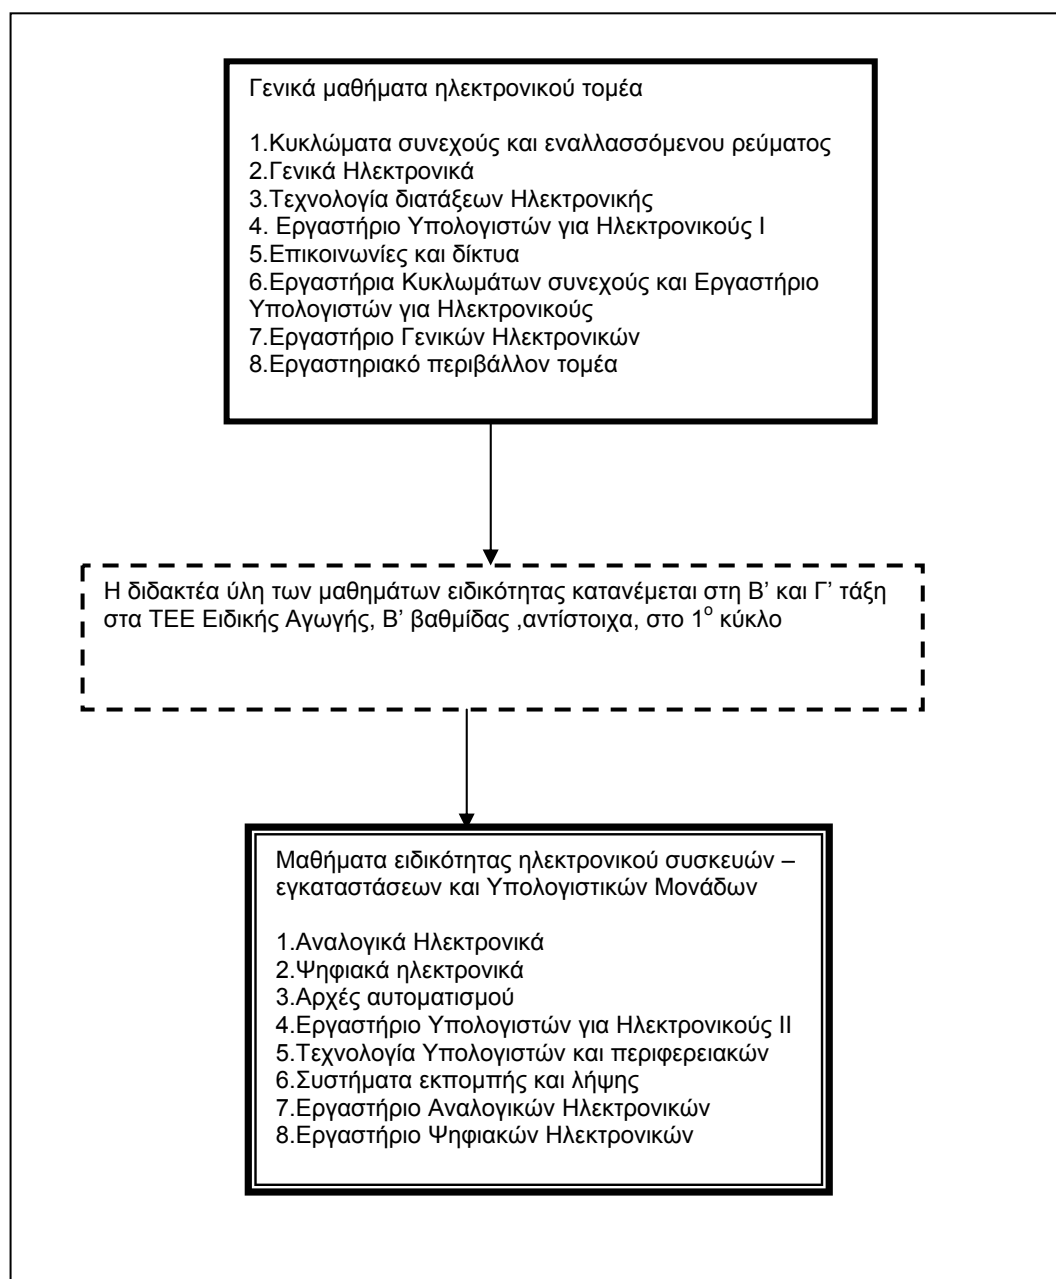 Γενικά μαθήματα ηλεκτρονικού τομέα
1.Κυκλώματα συνεχούς και εναλλασσόμενου ρεύματος
2.Γενικά Ηλεκτρονικά
3.Τεχνολογία διατάξεων Ηλεκτρονικής
4. Εργαστήριο Υπολογιστών για Ηλεκτρονικούς Ι
5.Επικοινωνίες και δίκτυα
6.Εργαστήρια Κυκλωμάτων συνεχούς και Εργαστήριο
Υπολογιστών για Ηλεκτρονικούς
7.Εργαστήριο Γενικών Ηλεκτρονικών
8.Εργαστηριακό περιβάλλον τομέα
Η διδακτέα ύλη των μαθημάτων ειδικότητας κατανέμεται στη Β’ και Γ’ τάξη
στα ΤΕΕ Ειδικής Αγωγής, Β’ βαθμίδας ,αντίστοιχα, στο 1ο κύκλο
Μαθήματα ειδικότητας ηλεκτρονικού συσκευών –
εγκαταστάσεων και Υπολογιστικών Μονάδων
1.Αναλογικά Ηλεκτρονικά
2.Ψηφιακά ηλεκτρονικά
3.Αρχές αυτοματισμού
4.Εργαστήριο Υπολογιστών για Ηλεκτρονικούς ΙΙ
5.Τεχνολογία Υπολογιστών και περιφερειακών
6.Συστήματα εκπομπής και λήψης
7.Εργαστήριο Αναλογικών Ηλεκτρονικών
8.Εργαστήριο Ψηφιακών Ηλεκτρονικών